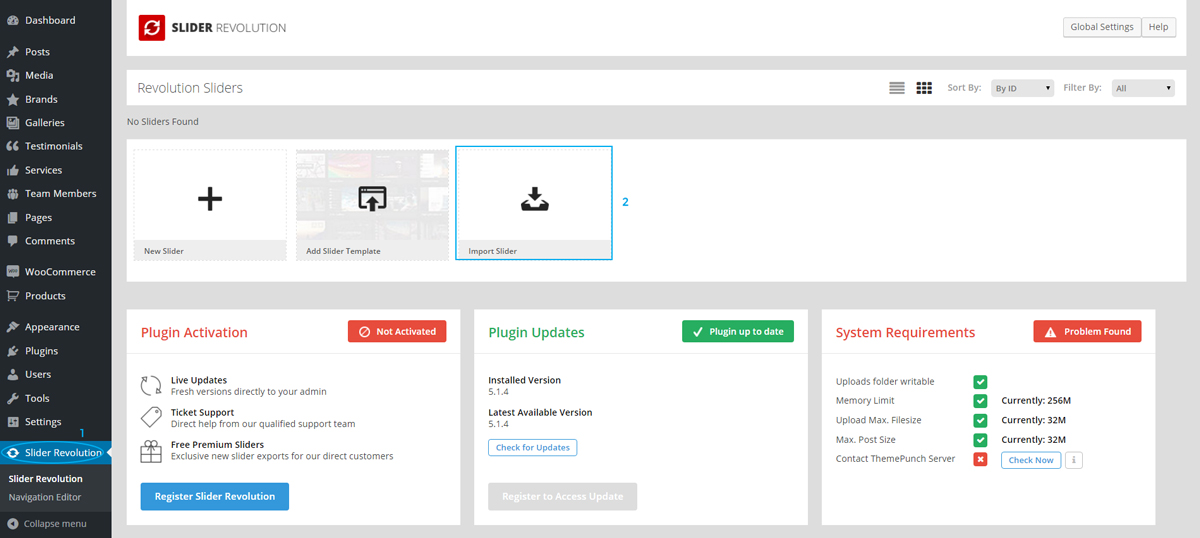 Dashboard
Posts
Media
Brands
Galleries
Testimonials
Services
Team Members
Pages
Comments
WooCommerce
Products
Appearance
Plugins
Users
Tools
Settings
1
Slider Revolution
Slider Revolution
Navigation Editor
Collapse menu
SLIDER REVOLUTION
Global Settings Help
Revolution Sliders
Sort By: By ID Filter By: All
No Sliders Found
New Slider
Add Slider Template
Import Slider
2
Plugin Activation
Not Activated
Live Updates
Fresh versions directly to your admin
Ticket Support
Direct help from our qualified support team
Free Premium Sliders
Exclusive new slider exports for our direct customers
Register Slider Revolution
Plugin Updates
Plugin up to date
Installed Version
5.1.4
Latest Available Version
5.1.4
Check for Updates
Register to Access Update
System Requirements
Problem Found
Uploads folder writable
Memory Limit Currently: 256M
Upload Max. Filesize Currently: 32M
Max. Post Size Currently: 32M
Contact ThemePunch Server Check Now i